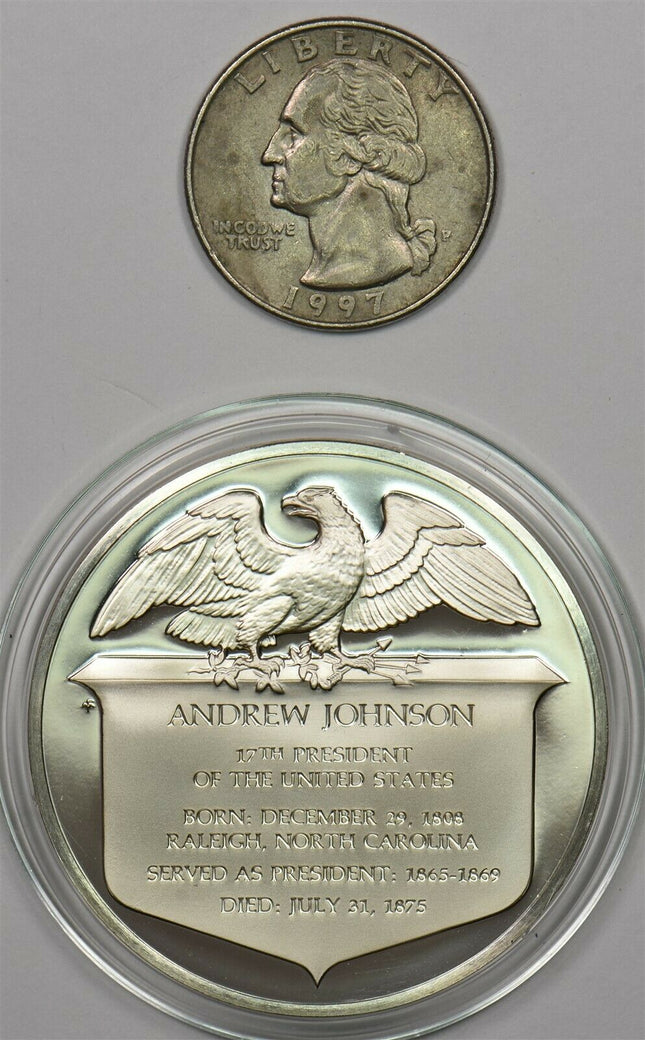 LIBERTY
IN GOD WE
TRUST
P
1997
ANDREW JOHNSON
17TH PRESIDENT
OF THE UNITED STATES
BORN: DECEMBER 29, 1808
RALEIGH, NORTH CAROLINA
SERVED AS PRESIDENT: 1865-1869
DIED: JULY 31, 1875